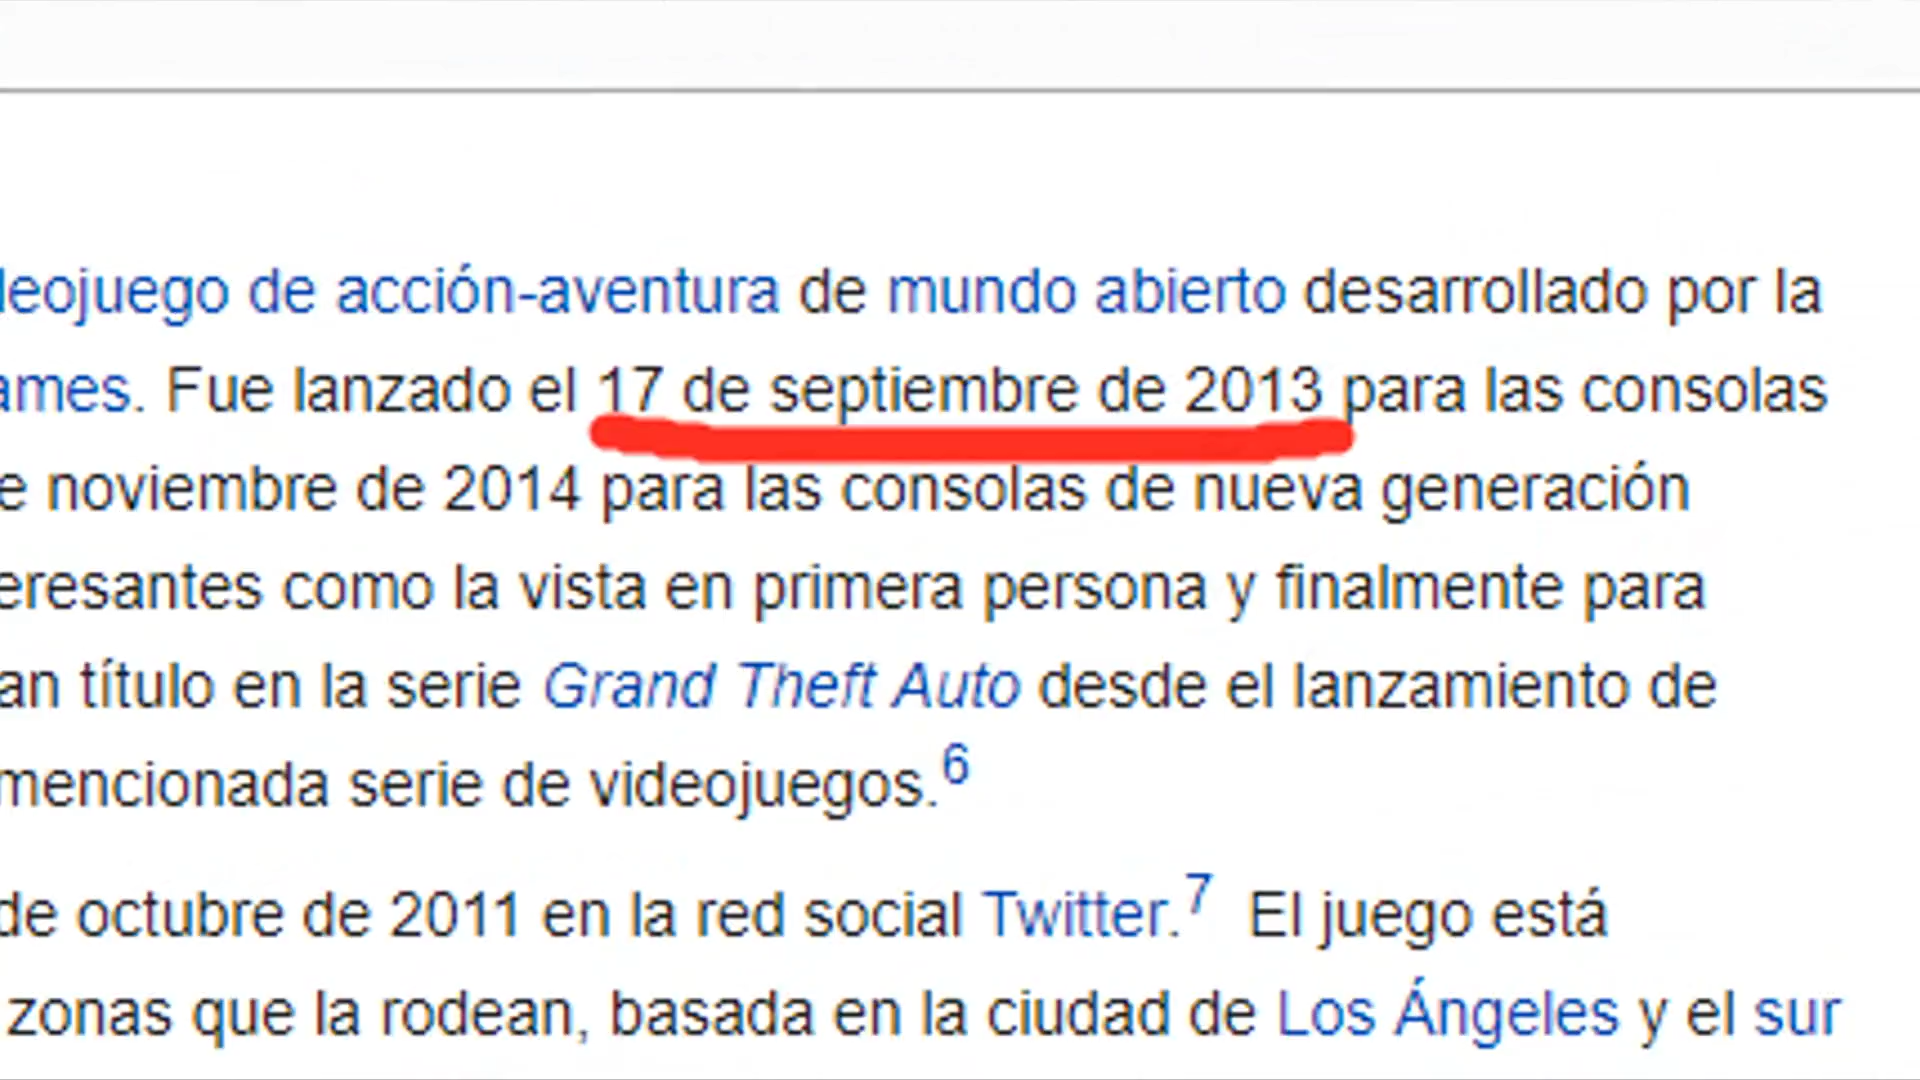 deojuego de acción-aventura de mundo abierto desarrollado por la
ames. Fue lanzado el 17 de septiembre de 2013 para las consolas
e noviembre de 2014 para las consolas de nueva generación
eresantes como la vista en primera persona y finalmente para
an título en la serie Grand Theft Auto desde el lanzamiento de
mencionada serie de videojuegos.6
de octubre de 2011 en la red social Twitter.7 El juego está
zonas que la rodean, basada en la ciudad de Los Ángeles y el sur